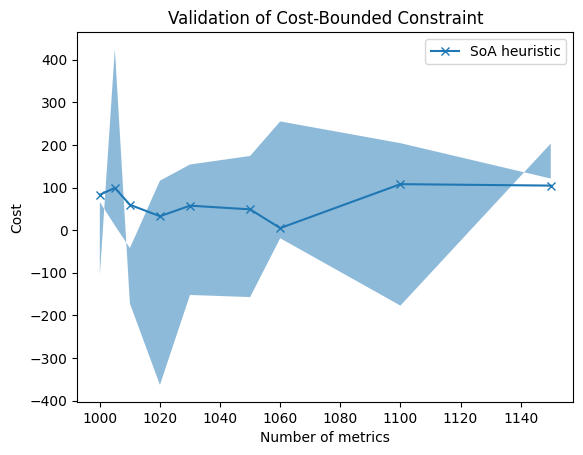 Validation of Cost-Bounded Constraint
SoA heuristic
Cost
400
300
200
100
0
−100
−200
−300
−400
1000 1020 1040 1060 1080 1100 1120 1140
Number of metrics